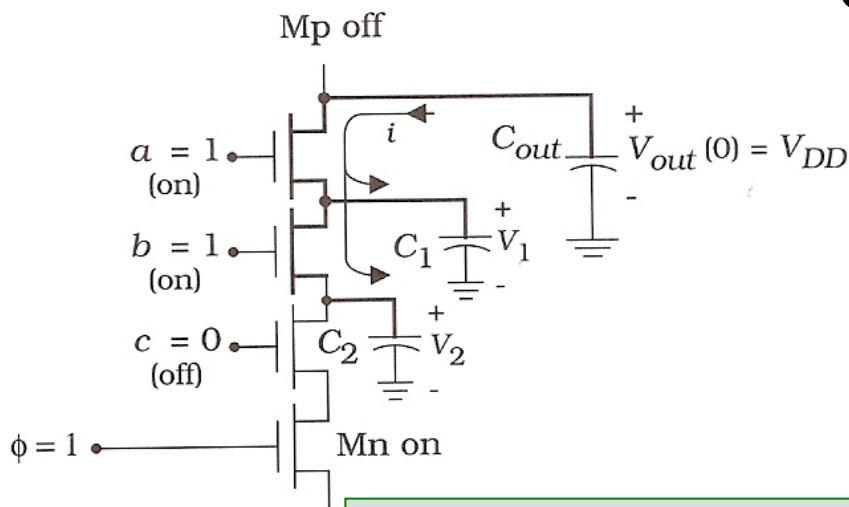 Mp off
i
a = 1
(on)
C_out
+
V_out (0) = V_DD
-
b = 1
(on)
C_1
+
V_1
-
c = 0
(off)
C_2
+
V_2
-
ϕ = 1
Mn on